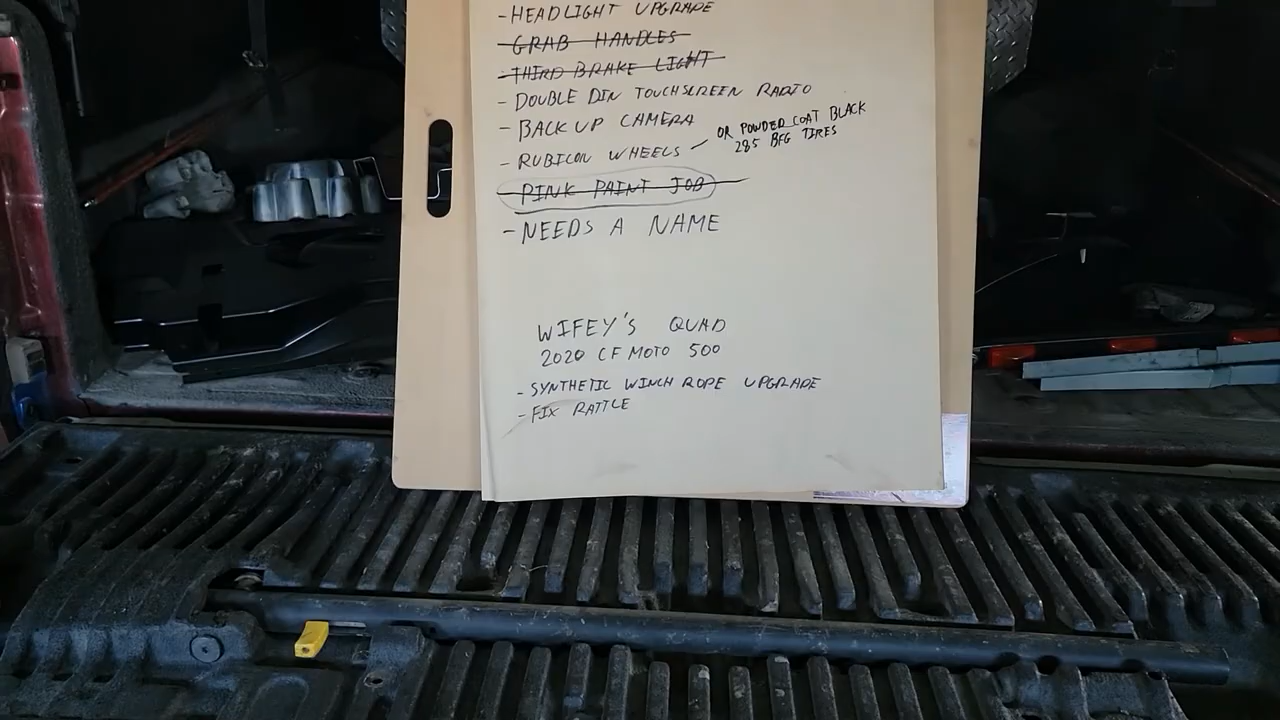 - HEADLIGHT UPGRADE
- GRAB HANDLES
- THIRD BRAKE LIGHT
- DOUBLE DIN TOUCHSCREEN RADIO
- BACK UP CAMERA
- RUBICON WHEELS - OR POWDER COAT BLACK
285 BFG TIRES
PINK PAINT JOB
- NEEDS A NAME
WIFEY'S QUAD
2020 CF MOTO 500
- SYNTHETIC WINCH ROPE UPGRADE
- FIX RATTLE